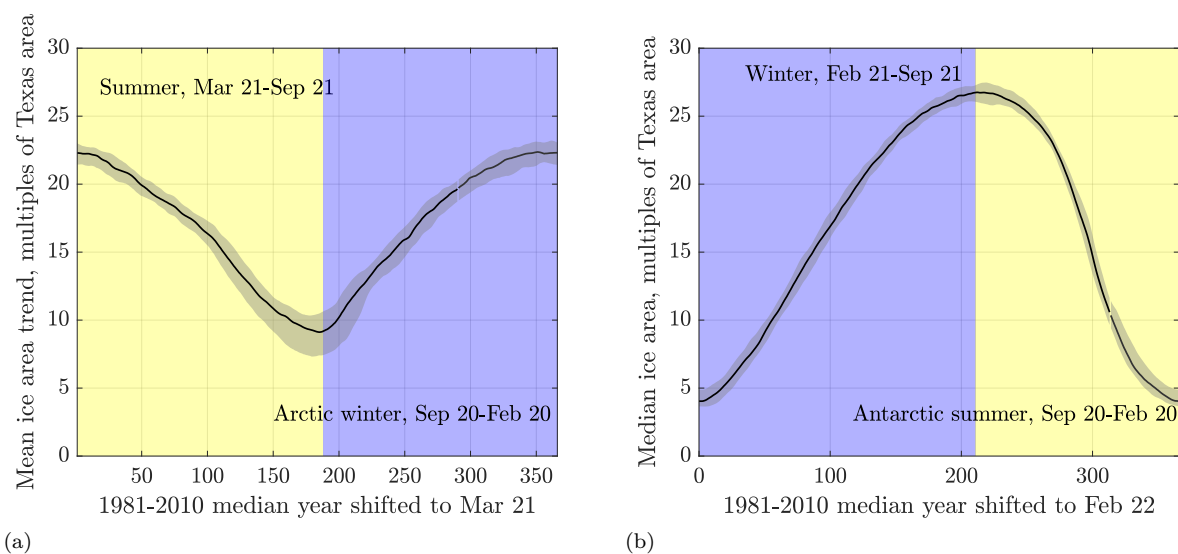 Mean ice area trend, multiples of Texas area
30
25
20
15
10
5
0
Summer, Mar 21-Sep 21
Arctic winter, Sep 20-Feb 20
50 100 150 200 250 300 350
1981-2010 median year shifted to Mar 21
(a)
Median ice area, multiples of Texas area
30
25
20
15
10
5
0
Winter, Feb 21-Sep 21
Antarctic summer, Sep 20-Feb 20
0 100 200 300
1981-2010 median year shifted to Feb 22
(b)